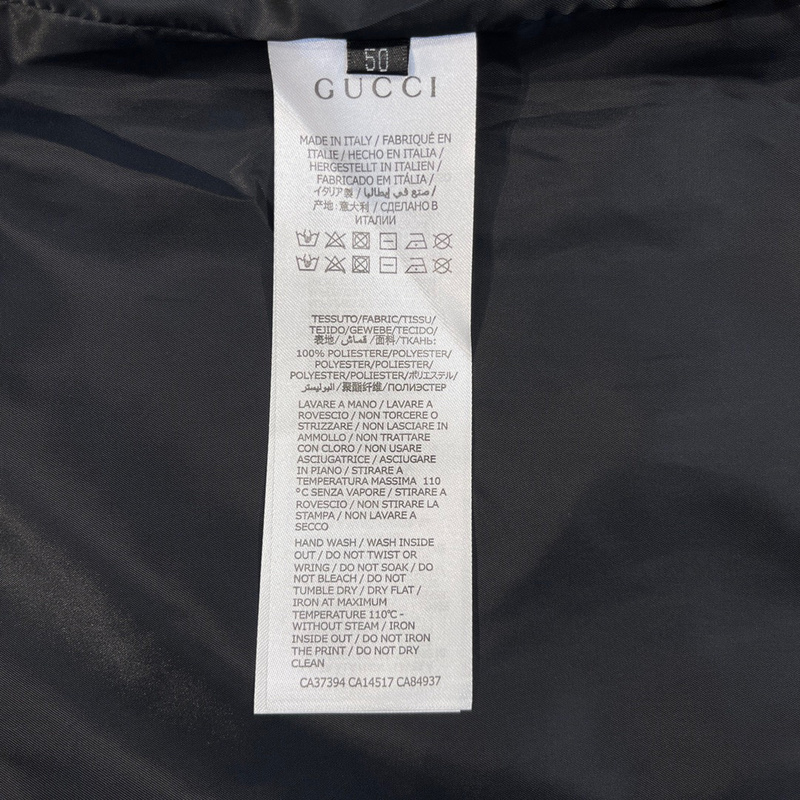 50
GUCCI
MADE IN ITALY / FABRIQUÉ EN
ITALIE / HECHO EN ITALIA /
HERGESTELLT IN ITALIEN /
FABRICADO EM ITÁLIA /
イタリア製 / صنع في إيطاليا /
产地:意大利 / СДЕЛАНО В
ИТАЛИИ
TESSUTO/FABRIC/TISSU/
TEJIDO/GEWEBE/TECIDO/
表地/قماش/面料/ТКАНЬ:
100% POLIESTERE/POLYESTER/
POLYESTER/POLIESTER/
POLYESTER/POLIESTER/ポリエステル/
البوليستر/聚酯纤维/ПОЛИЭСТЕР
LAVARE A MANO / LAVARE A
ROVESCIO / NON TORCERE O
STRIZZARE / NON LASCIARE IN
AMMOLLO / NON TRATTARE
CON CLORO / NON USARE
ASCIUGATRICE / ASCIUGARE
IN PIANO / STIRARE A
TEMPERATURA MASSIMA 110
°C SENZA VAPORE / STIRARE A
ROVESCIO / NON STIRARE LA
STAMPA / NON LAVARE A
SECCO
HAND WASH / WASH INSIDE
OUT / DO NOT TWIST OR
WRING / DO NOT SOAK / DO
NOT BLEACH / DO NOT
TUMBLE DRY / DRY FLAT /
IRON AT MAXIMUM
TEMPERATURE 110°C -
WITHOUT STEAM / IRON
INSIDE OUT / DO NOT IRON
THE PRINT / DO NOT DRY
CLEAN
CA37394 CA14517 CA84937